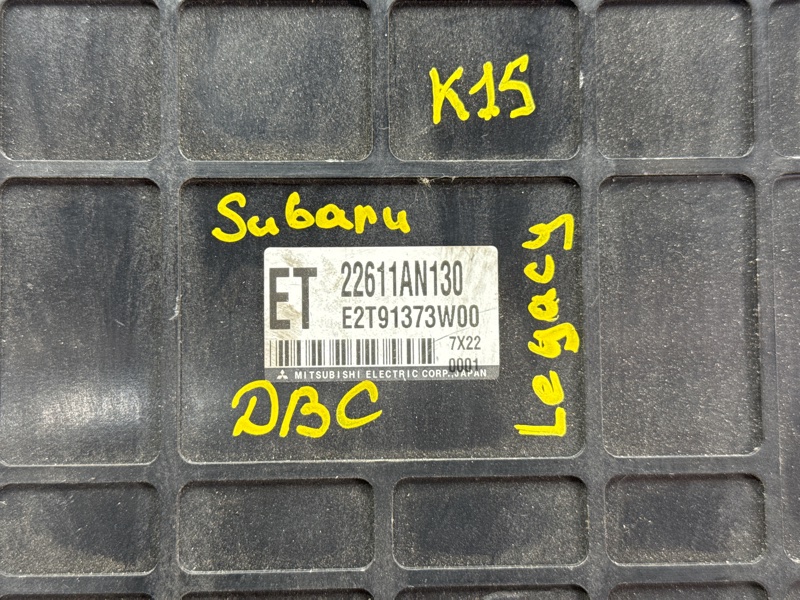 K15
Subaru
ET 22611AN130
E2T91373W00
7X22
0001
MITSUBISHI ELECTRIC CORP., JAPAN
Legacy
DBC